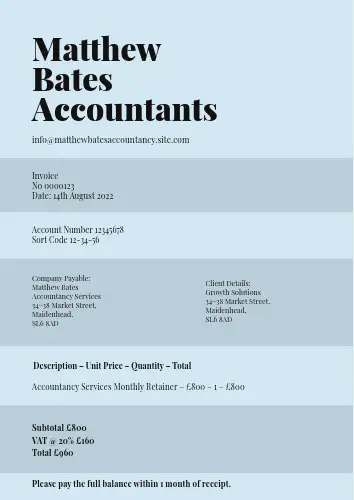 Matthew
Bates
Accountants
info@matthewbatesaccountancy.site.com
Invoice
No 0000123
Date: 14th August 2022
Account Number 12345678
Sort Code 12-34-56
Company Payable:
Matthew Bates
Accountancy Services
34-38 Market Street,
Maidenhead,
SL6 8AD
Client Details:
Growth Solutions
34-38 Market Street,
Maidenhead,
SL6 8AD
Description – Unit Price – Quantity – Total
Accountancy Services Monthly Retainer – £800 – 1 – £800
Subtotal £800
VAT @ 20% £160
Total £960
Please pay the full balance within 1 month of receipt.